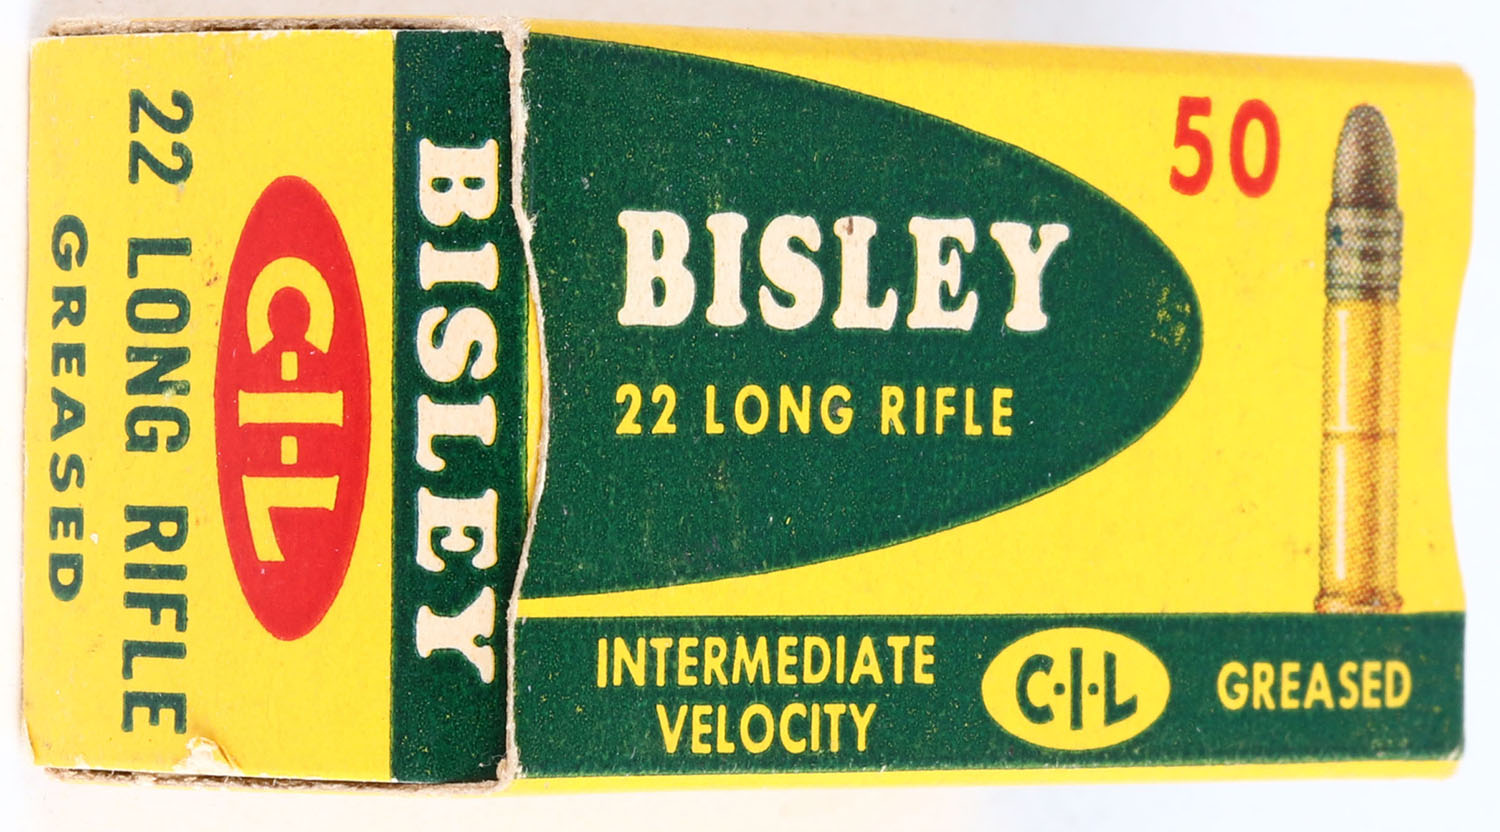 BISLEY
C-I-L
22 LONG RIFLE
GREASED
50
BISLEY
22 LONG RIFLE
INTERMEDIATE
VELOCITY
C·I·L
GREASED